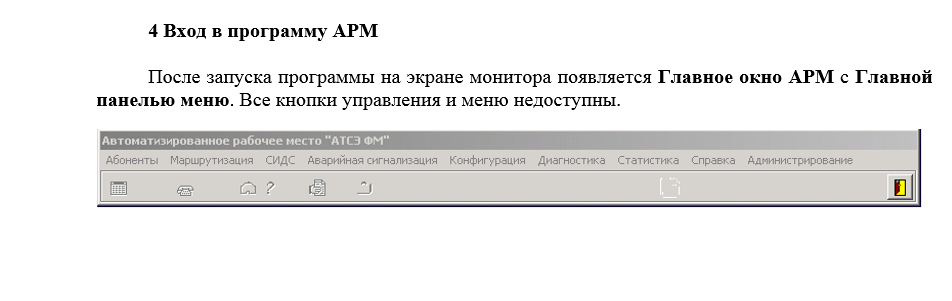 4 Вход в программу АРМ
После запуска программы на экране монитора появляется Главное окно АРМ с Главной
панелью меню. Все кнопки управления и меню недоступны.
Автоматизированное рабочее место "АТСЭ ФМ"
Абоненты Маршрутизация СИДС Аварийная сигнализация Конфигурация Диагностика Статистика Справка Администрирование
?